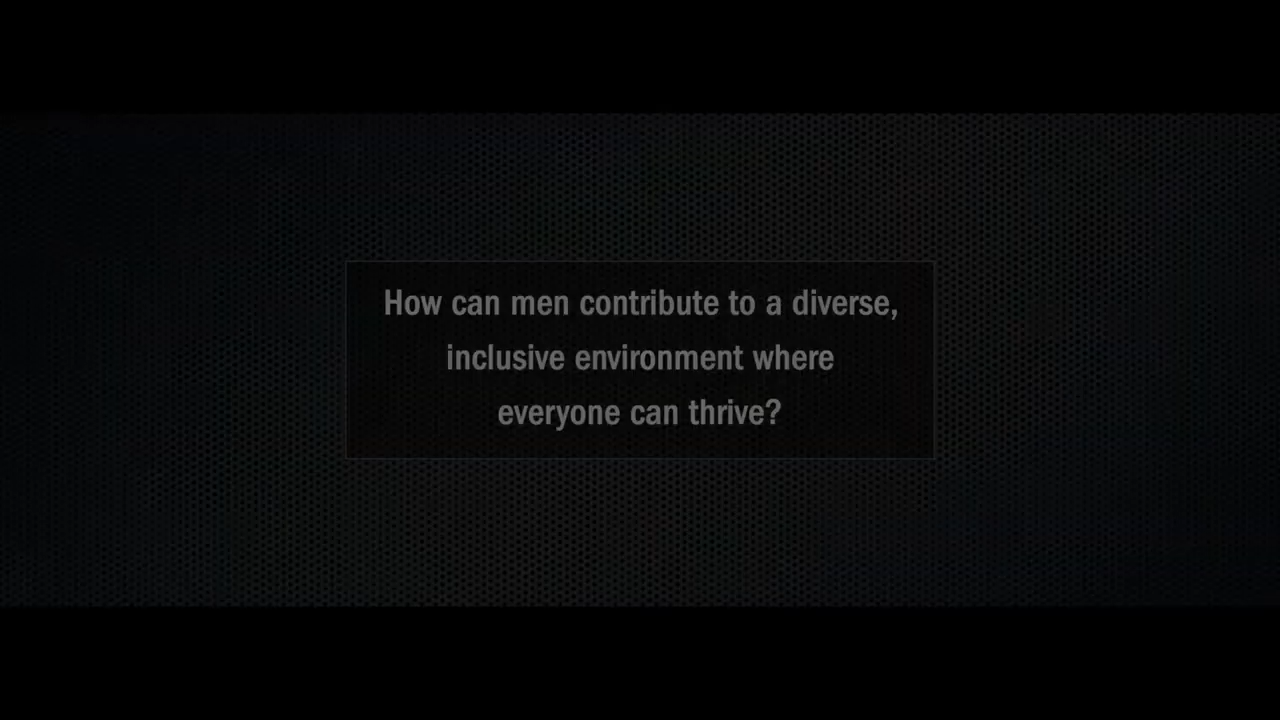 How can men contribute to a diverse,
inclusive environment where
everyone can thrive?